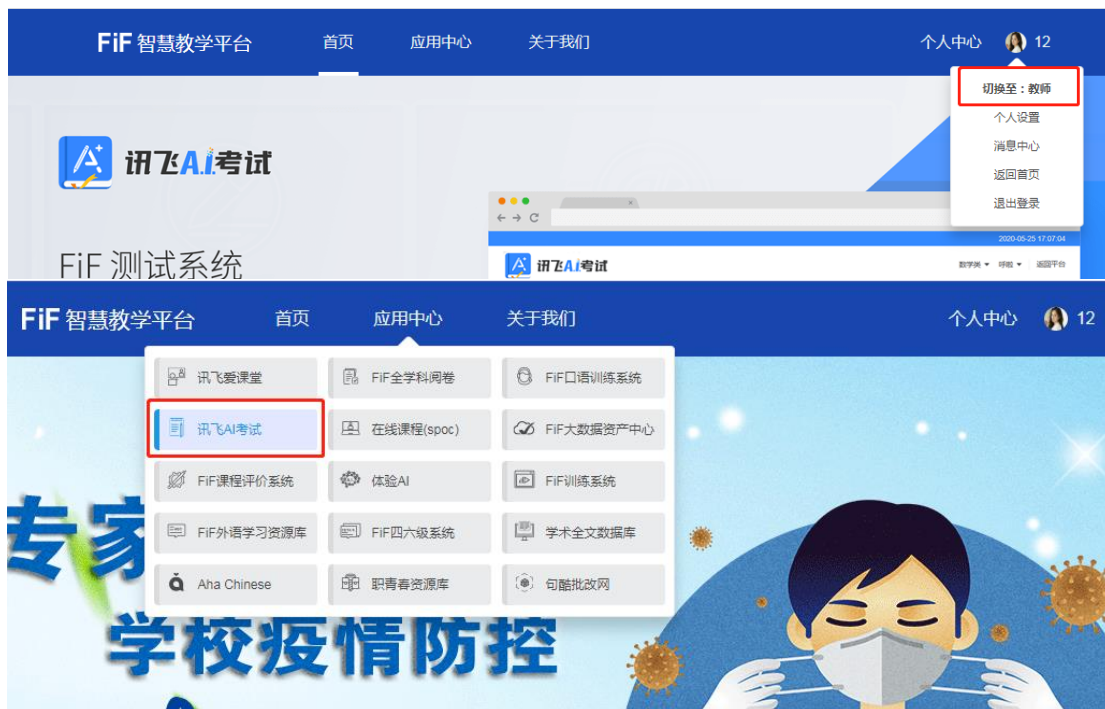 FiF 智慧教学平台 首页 应用中心 关于我们 个人中心 12
切换至：教师
个人设置
消息中心
返回首页
退出登录
讯飞A.I.考试
FiF 测试系统
2020-05-25 17:07:04
讯飞A.I.考试 返回平台
FiF 智慧教学平台 首页 应用中心 关于我们 个人中心 12
讯飞爱课堂 FiF全学科阅卷 FiF口语训练系统
讯飞AI考试 在线课程(spoc) FiF大数据资产中心
FiF课程评价系统 体验AI FiF训练系统
FiF外语学习资源库 FiF四六级系统 学术全文数据库
Aha Chinese 职青春资源库 句酷批改网
专家
学校疫情防控